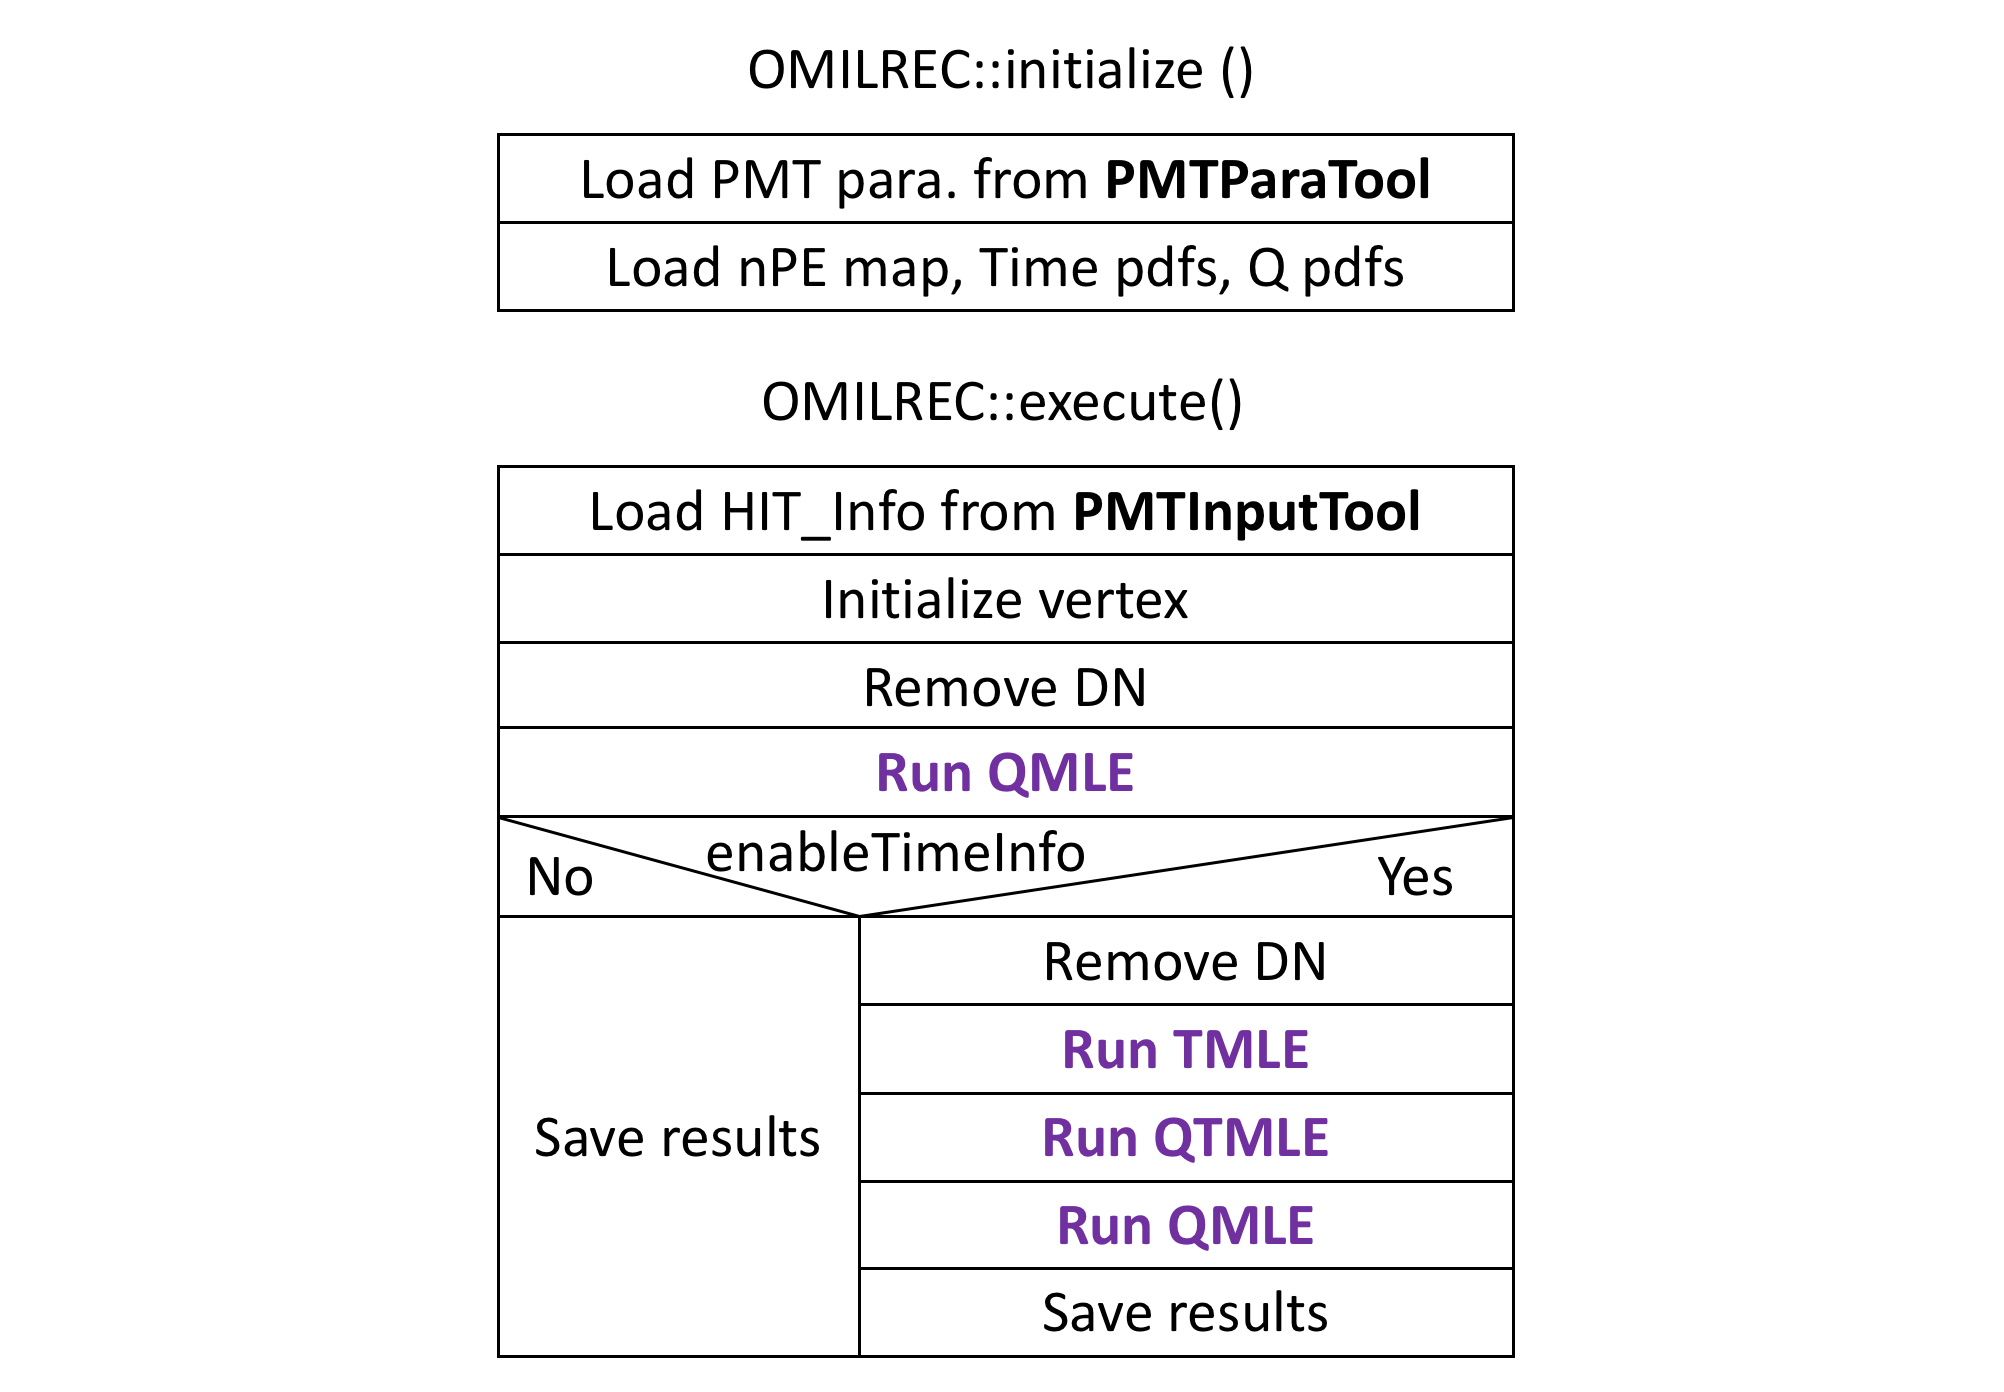 OMILREC::initialize ()
Load PMT para. from PMTParaTool
Load nPE map, Time pdfs, Q pdfs
OMILREC::execute()
Load HIT_Info from PMTInputTool
Initialize vertex
Remove DN
Run QMLE
enableTimeInfo
No
Yes
Save results
Remove DN
Run TMLE
Run QTMLE
Run QMLE
Save results